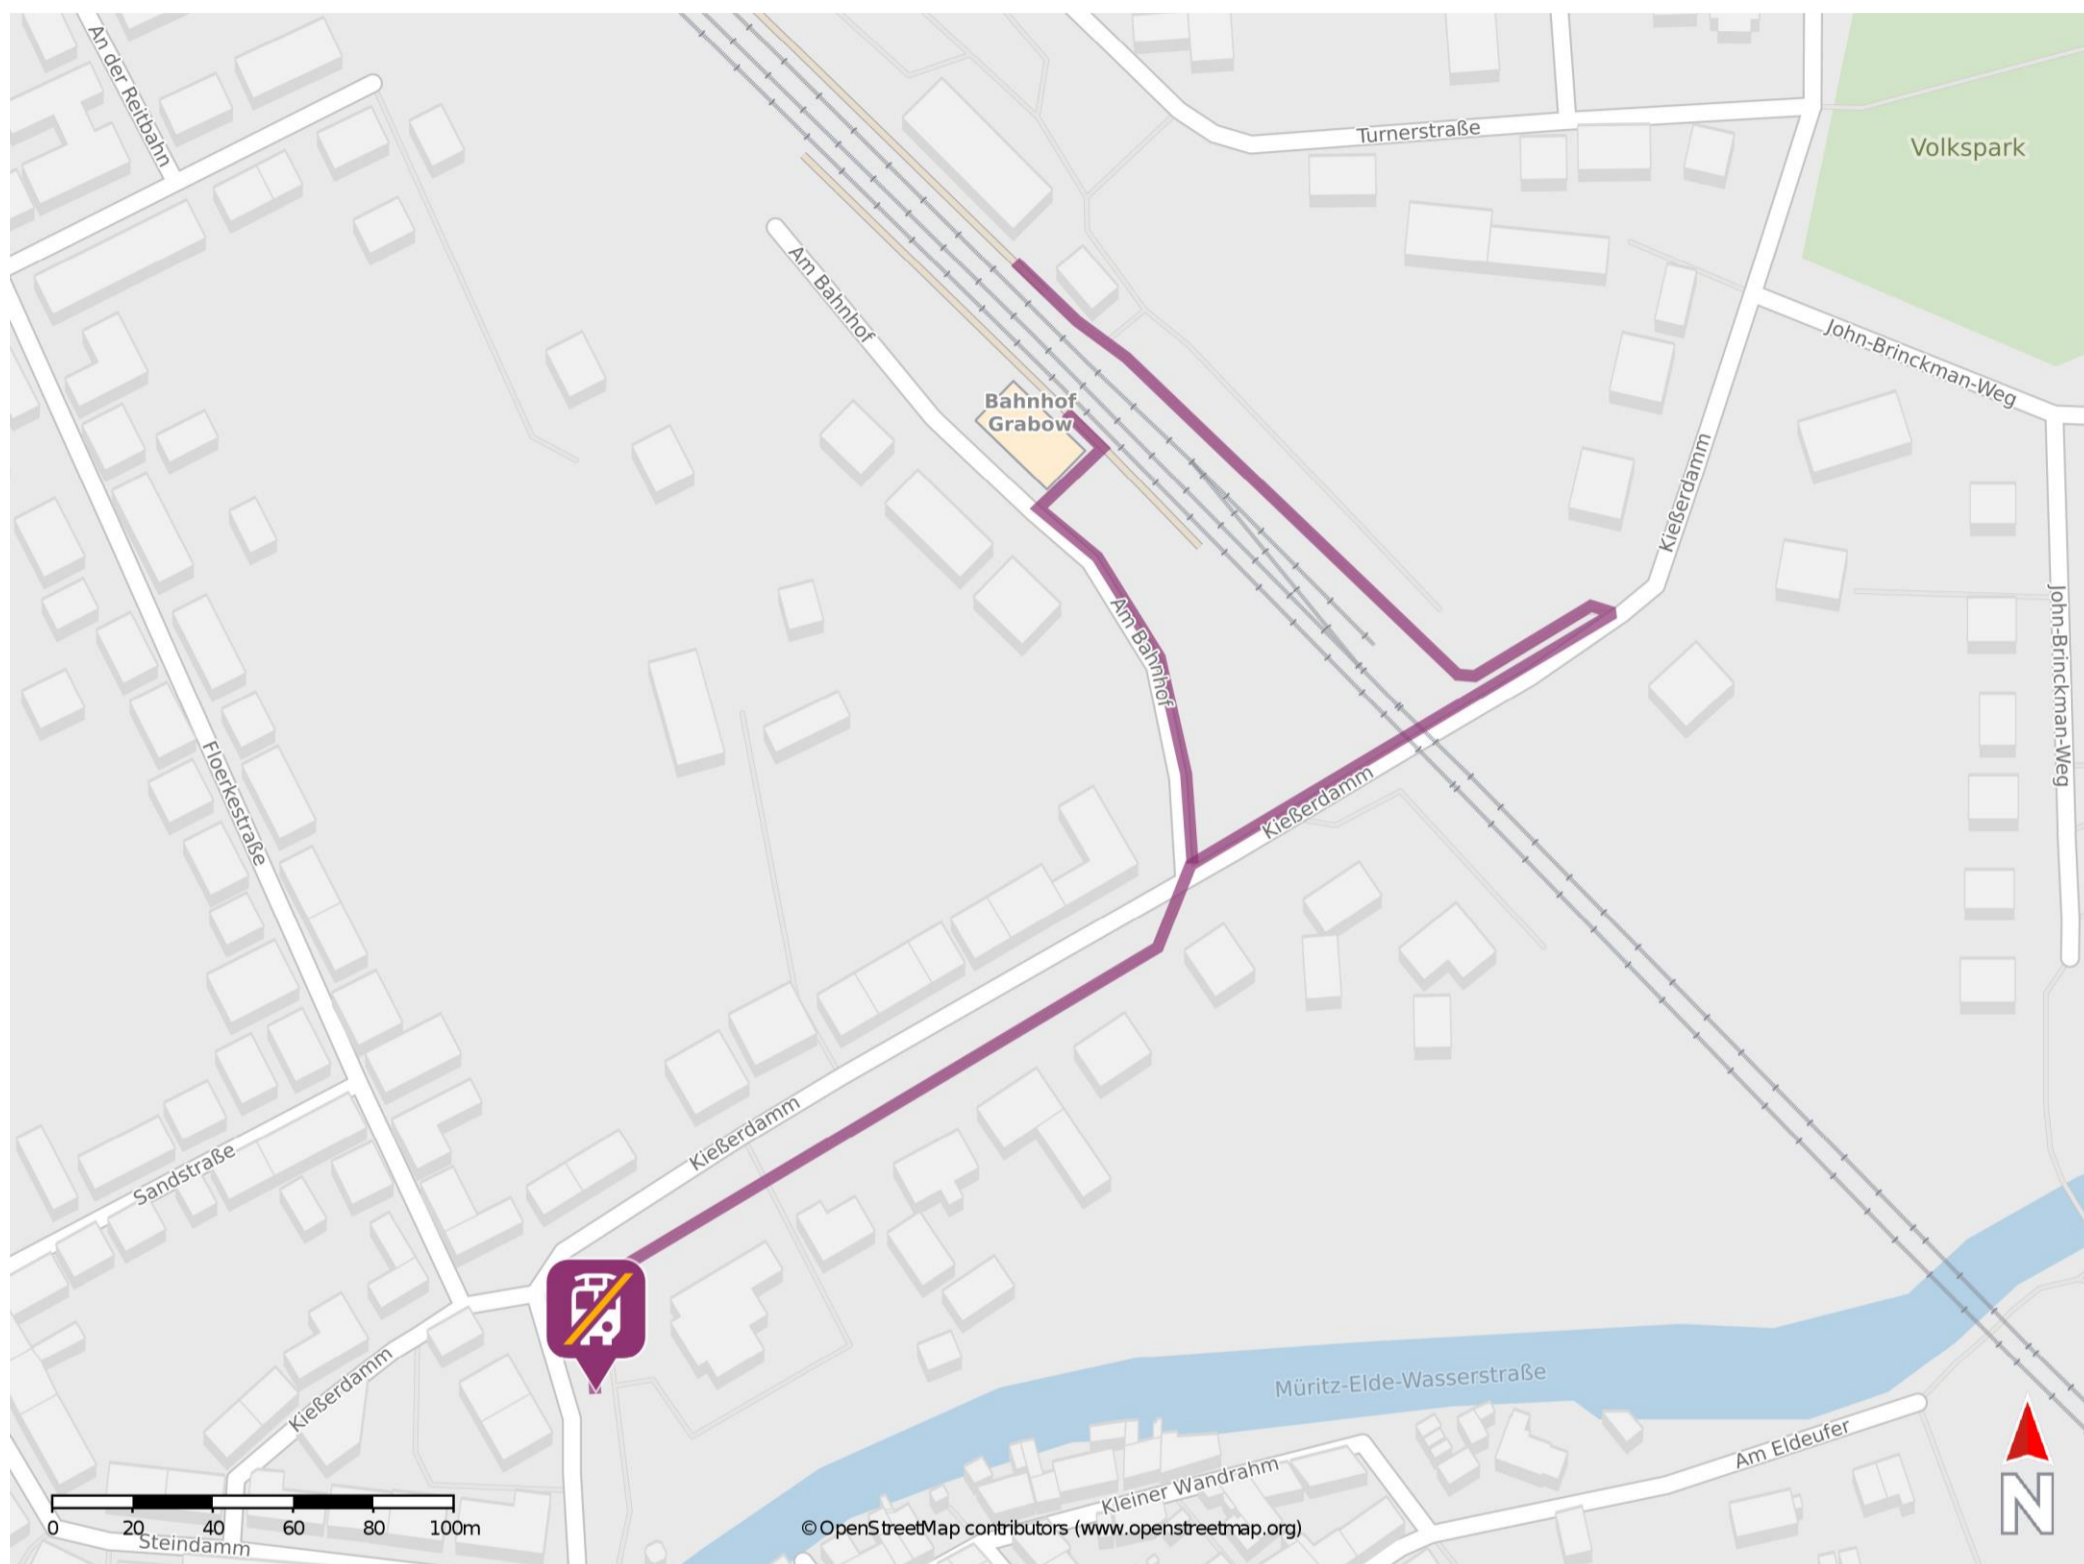 An der Reitbahn
Turnerstraße
Volkspark
Am Bahnhof
John-Brinckman-Weg
Bahnhof
Grabow
Kießerdamm
Am Bahnhof
John-Brinckman-Weg
Floerkestraße
Kießerdamm
Kießerdamm
Sandstraße
Kießerdamm
Müritz-Elde-Wasserstraße
Am Eldeufer
Kleiner Wandrahm
N
0 20 40 60 80 100m
© OpenStreetMap contributors (www.openstreetmap.org)
Steindamm